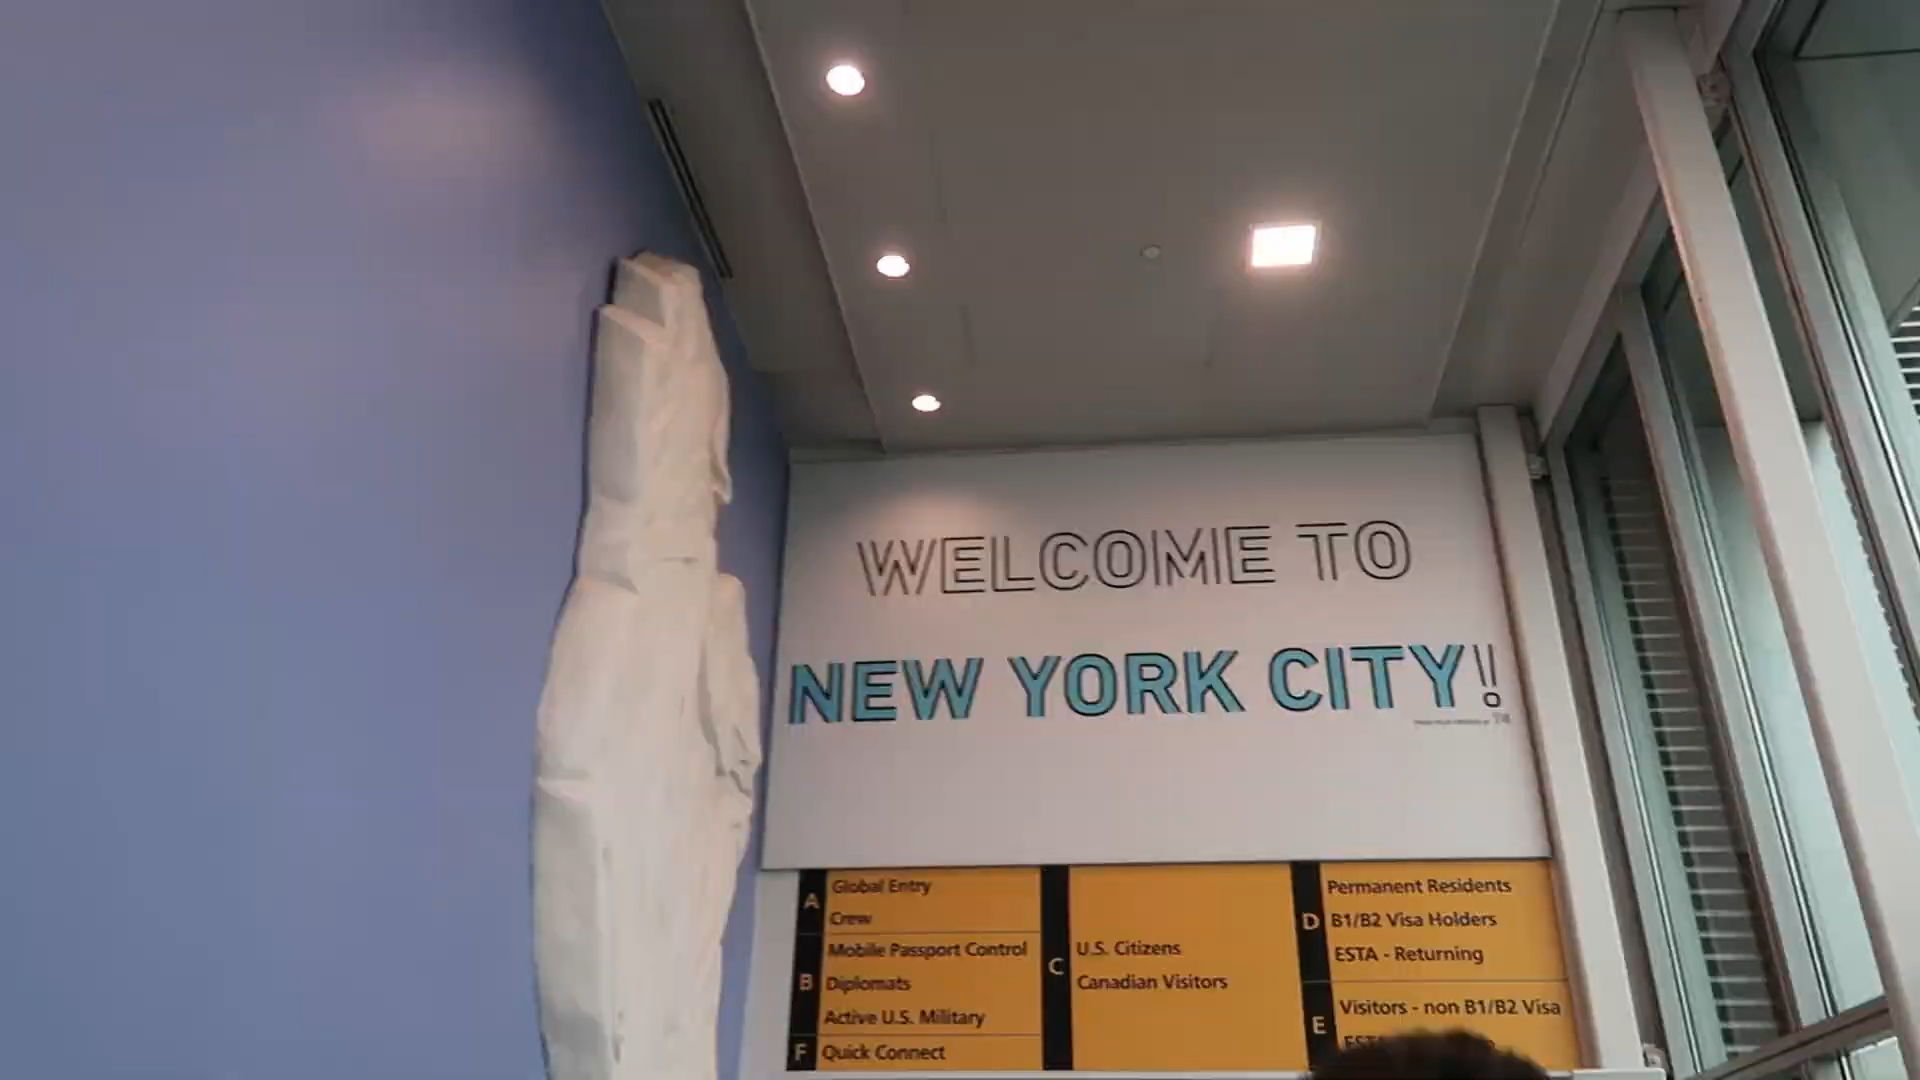 WELCOME TO
NEW YORK CITY!!
A
Global Entry
Crew
B
Mobile Passport Control
Diplomats
Active U.S. Military
F
Quick Connect
C
U.S. Citizens
Canadian Visitors
D
Permanent Residents
B1/B2 Visa Holders
ESTA - Returning
E
Visitors - non B1/B2 Visa